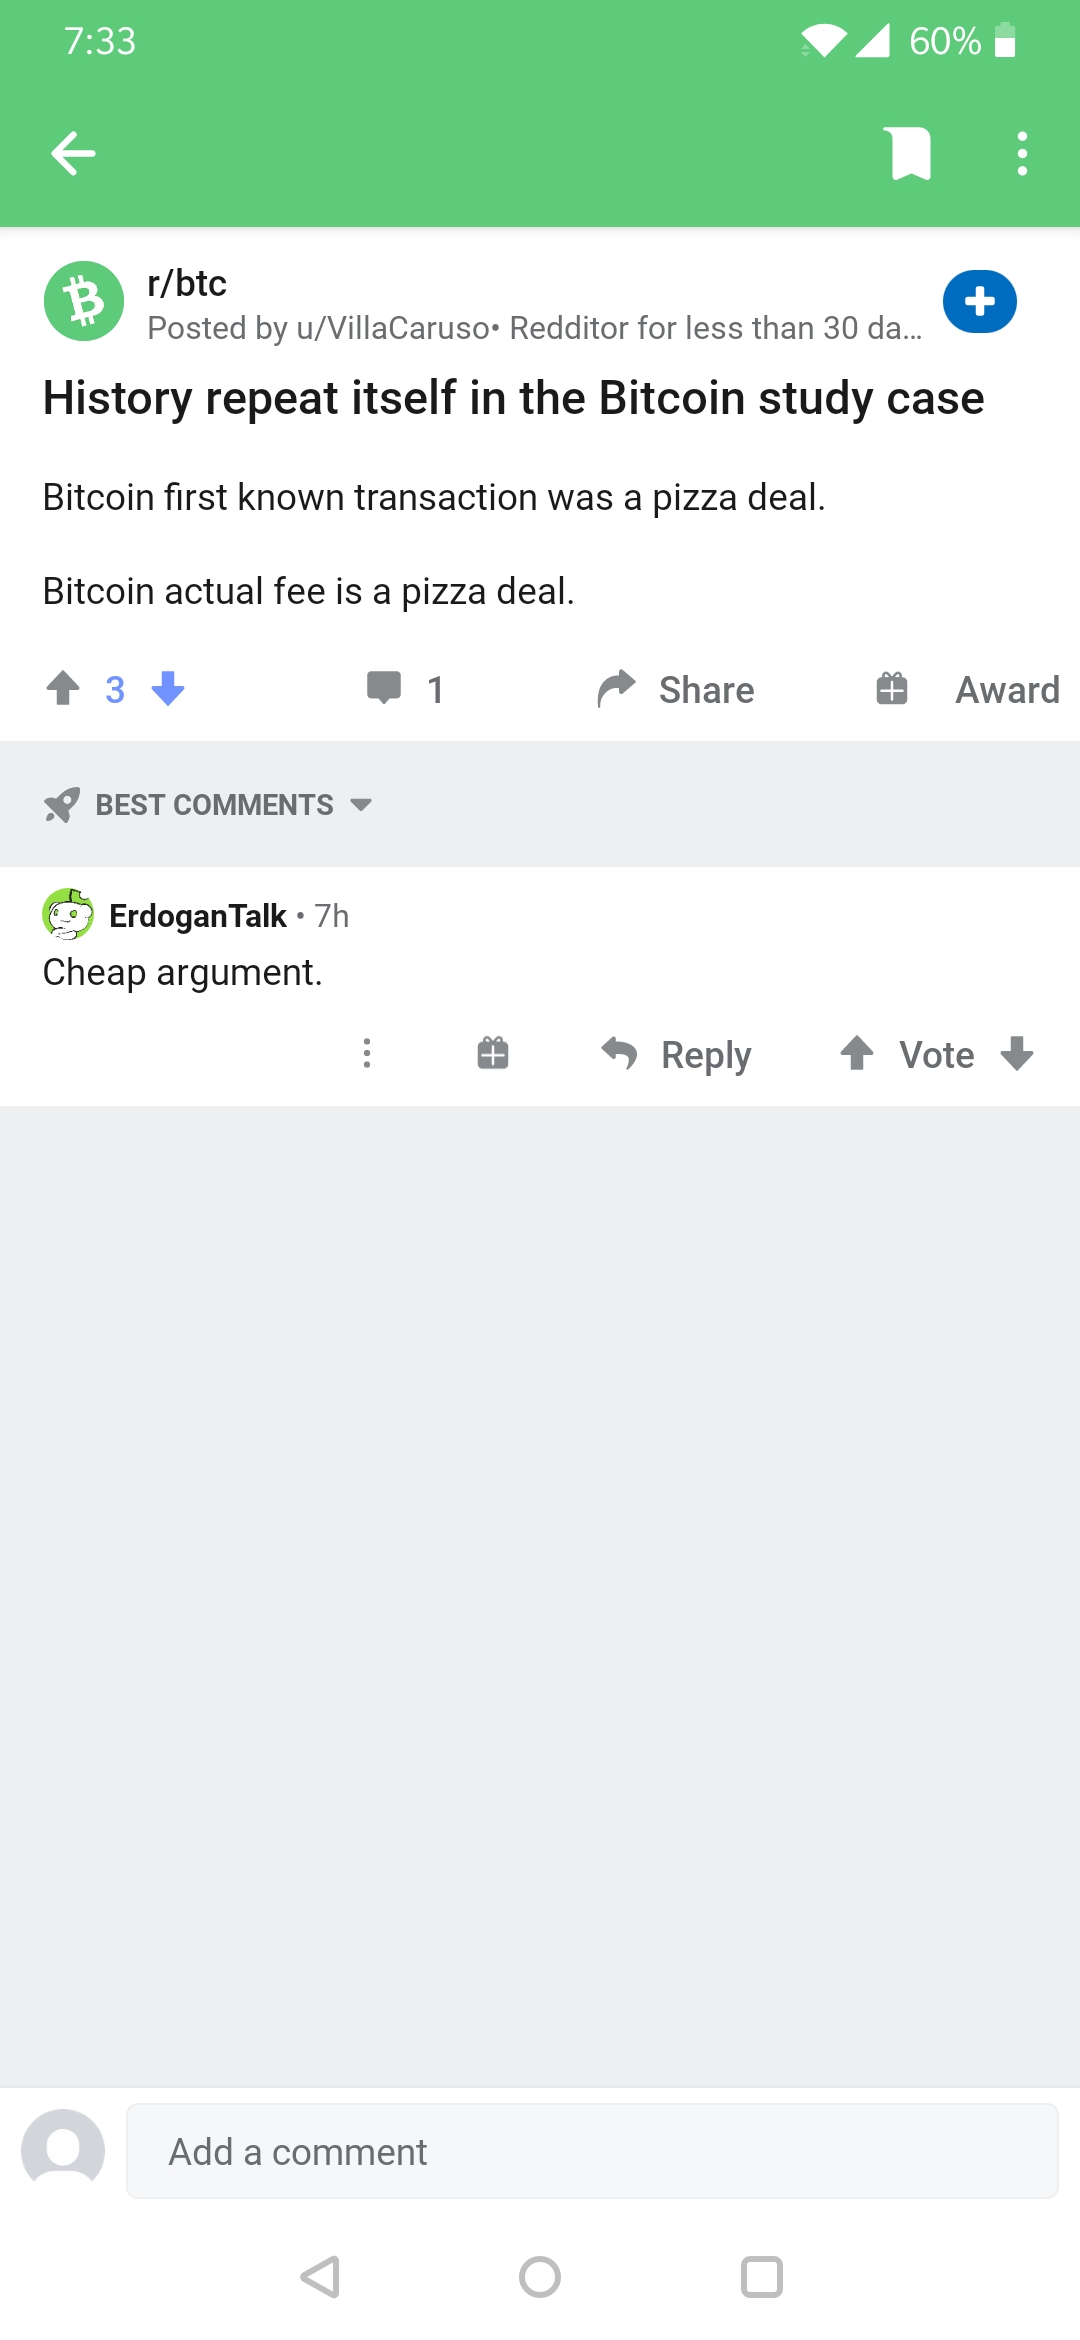 7:33
60%
r/btc
Posted by u/VillaCaruso• Redditor for less than 30 da...
History repeat itself in the Bitcoin study case
Bitcoin first known transaction was a pizza deal.
Bitcoin actual fee is a pizza deal.
3
1
Share
Award
BEST COMMENTS
ErdoganTalk • 7h
Cheap argument.
Reply
Vote
Add a comment